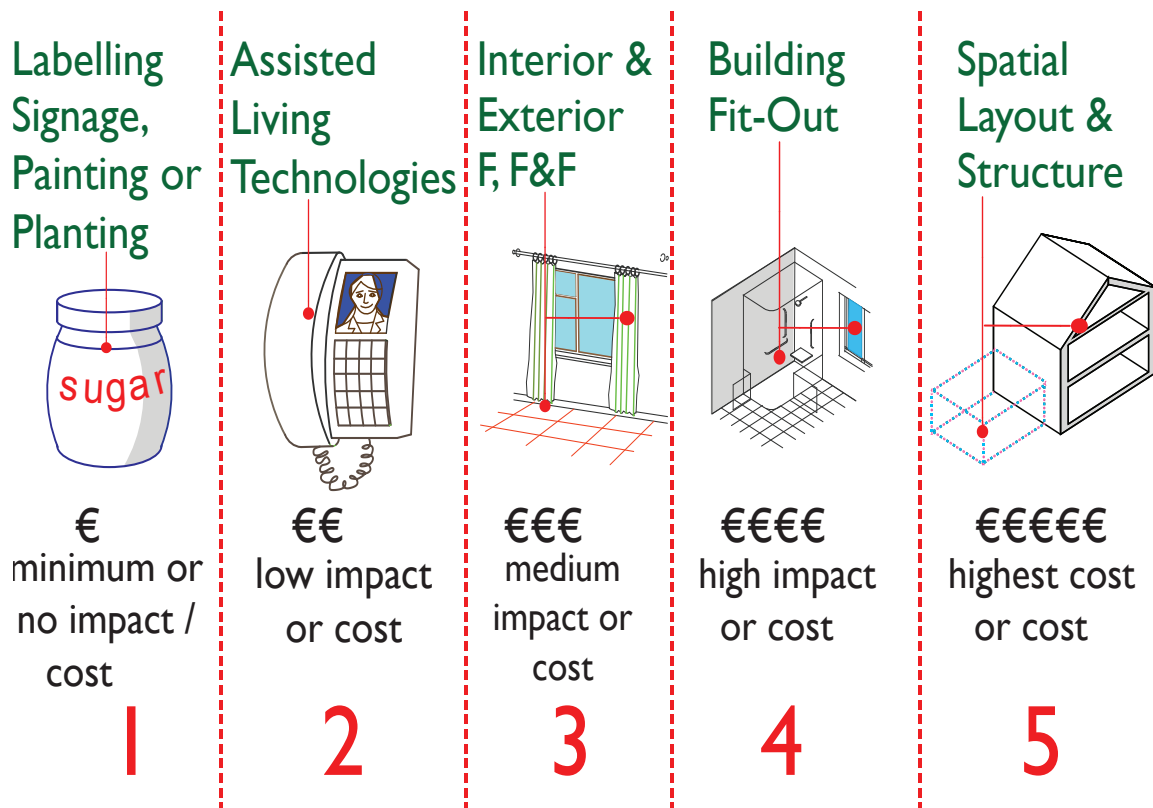 Labelling
Signage,
Painting or
Planting
sugar
€
minimum or
no impact /
cost
1
Assisted
Living
Technologies
€€
low impact
or cost
2
Interior &
Exterior
F, F&F
€€€
medium
impact or
cost
3
Building
Fit-Out
€€€€
high impact
or cost
4
Spatial
Layout &
Structure
€€€€€
highest cost
or cost
5